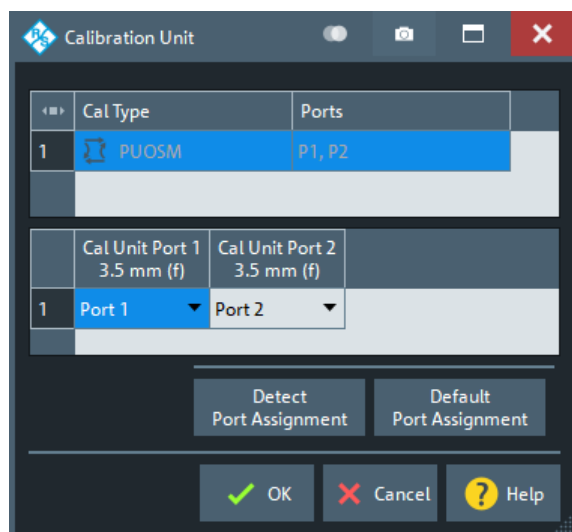 R&S Calibration Unit
Cal Type Ports
1 PUOSM P1, P2
Cal Unit Port 1 Cal Unit Port 2
3.5 mm (f) 3.5 mm (f)
1 Port 1 Port 2
Detect Default
Port Assignment Port Assignment
OK Cancel ? Help